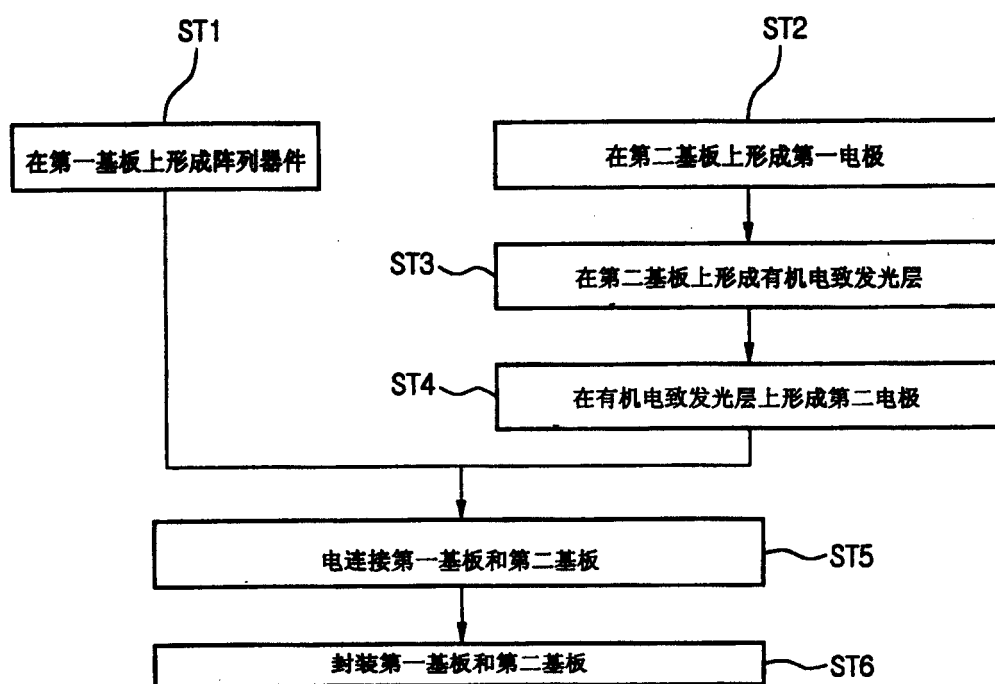 ST1
ST2
在第一基板上形成阵列器件
在第二基板上形成第一电极
ST3
在第二基板上形成有机电致发光层
ST4
在有机电致发光层上形成第二电极
电连接第一基板和第二基板
ST5
封装第一基板和第二基板
ST6